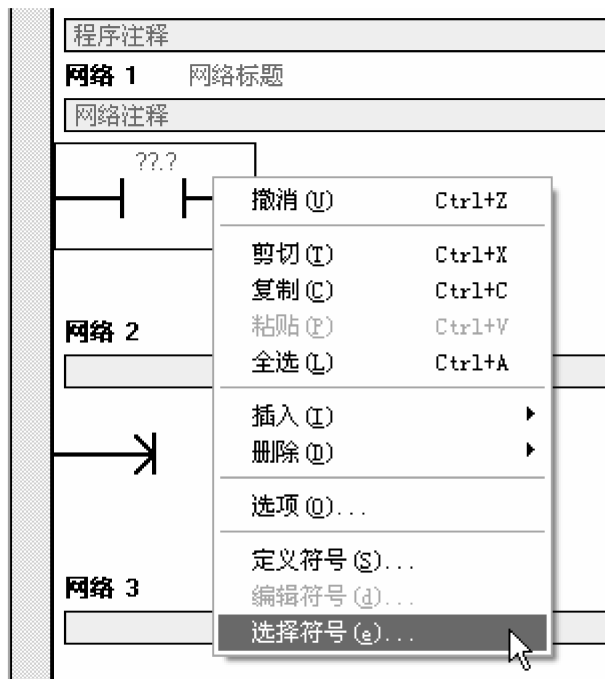 程序注释
网络 1 网络标题
网络注释
??.?
撤消(U) Ctrl+Z
剪切(T) Ctrl+X
复制(C) Ctrl+C
粘贴(P) Ctrl+V
全选(L) Ctrl+A
插入(I)
删除(D)
选项(O)...
定义符号(S)...
编辑符号(d)...
选择符号(e)...
网络 2
网络 3